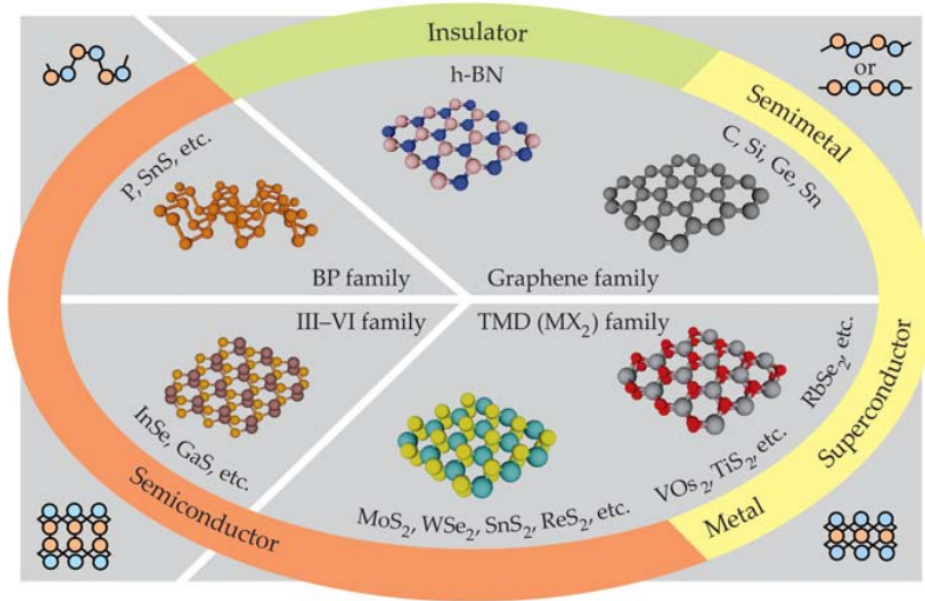 Insulator
h-BN
or
Semimetal
C, Si, Ge, Sn
P, SnS, etc.
BP family
Graphene family
III–VI family
TMD (MX₂) family
InSe, GaS, etc.
Semiconductor
MoS₂, WSe₂, SnS₂, ReS₂, etc.
VOs₂, TiS₂, etc.
RbSe₂, etc.
Metal
Superconductor